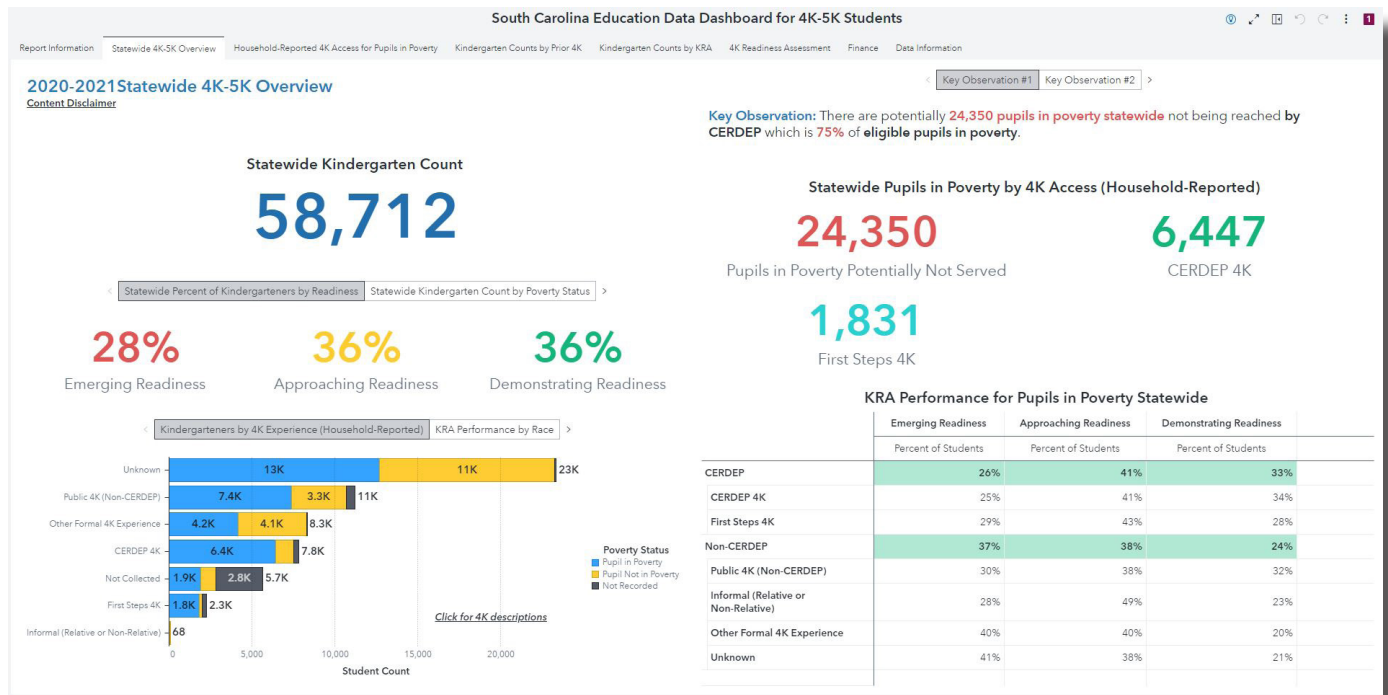 South Carolina Education Data Dashboard for 4K-5K Students
1
Report Information
Statewide 4K-5K Overview
Household-Reported 4K Access for Pupils in Poverty
Kindergarten Counts by Prior 4K
Kindergarten Counts by KRA
4K Readiness Assessment
Finance
Data Information
2020-2021Statewide 4K-5K Overview
Content Disclaimer
Statewide Kindergarten Count
58,712
Statewide Percent of Kindergarteners by Readiness
Statewide Kindergarten Count by Poverty Status
28%
Emerging Readiness
36%
Approaching Readiness
36%
Demonstrating Readiness
Kindergarteners by 4K Experience (Household-Reported)
KRA Performance by Race
Unknown 13K 11K 23K
Public 4K (Non-CERDEP) 7.4K 3.3K 11K
Other Formal 4K Experience 4.2K 4.1K 8.3K
CERDEP 4K 6.4K 7.8K
Not Collected 1.9K 2.8K 5.7K
First Steps 4K 1.8K 2.3K
Informal (Relative or Non-Relative) 68
0 5,000 10,000 15,000 20,000
Student Count
Poverty Status
Pupil in Poverty
Pupil Not in Poverty
Not Recorded
Click for 4K descriptions
Key Observation #1
Key Observation #2
Key Observation: There are potentially 24,350 pupils in poverty statewide not being reached by
CERDEP which is 75% of eligible pupils in poverty.
Statewide Pupils in Poverty by 4K Access (Household-Reported)
24,350
Pupils in Poverty Potentially Not Served
6,447
CERDEP 4K
1,831
First Steps 4K
KRA Performance for Pupils in Poverty Statewide
Emerging Readiness Approaching Readiness Demonstrating Readiness
Percent of Students Percent of Students Percent of Students
CERDEP 26% 41% 33%
CERDEP 4K 25% 41% 34%
First Steps 4K 29% 43% 28%
Non-CERDEP 37% 38% 24%
Public 4K (Non-CERDEP) 30% 38% 32%
Informal (Relative or
Non-Relative) 28% 49% 23%
Other Formal 4K Experience 40% 40% 20%
Unknown 41% 38% 21%